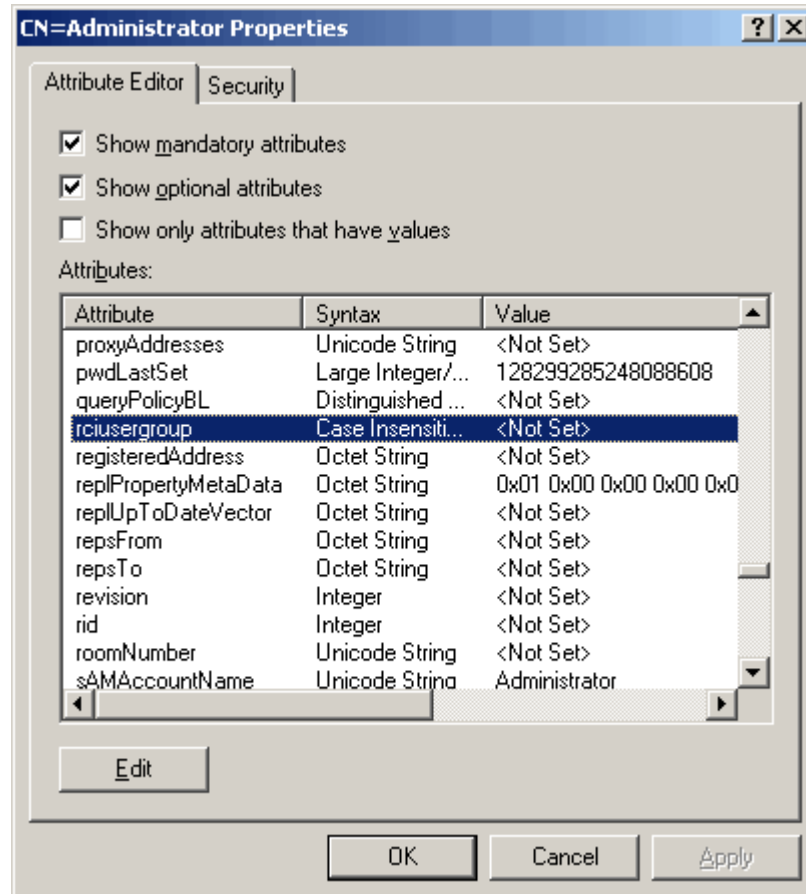 CN=Administrator Properties
Attribute Editor Security
Show mandatory attributes
Show optional attributes
Show only attributes that have values
Attributes:
Attribute Syntax Value
proxyAddresses Unicode String <Not Set>
pwdLastSet Large Integer/... 128299285248088608
queryPolicyBL Distinguished ... <Not Set>
rciusergroup Case Insensiti... <Not Set>
registeredAddress Octet String <Not Set>
replPropertyMetaData Octet String 0x01 0x00 0x00 0x00 0x0
replUpToDateVector Octet String <Not Set>
repsFrom Octet String <Not Set>
repsTo Octet String <Not Set>
revision Integer <Not Set>
rid Integer <Not Set>
roomNumber Unicode String <Not Set>
sAMAccountName Unicode String Administrator
Edit
OK Cancel Apply